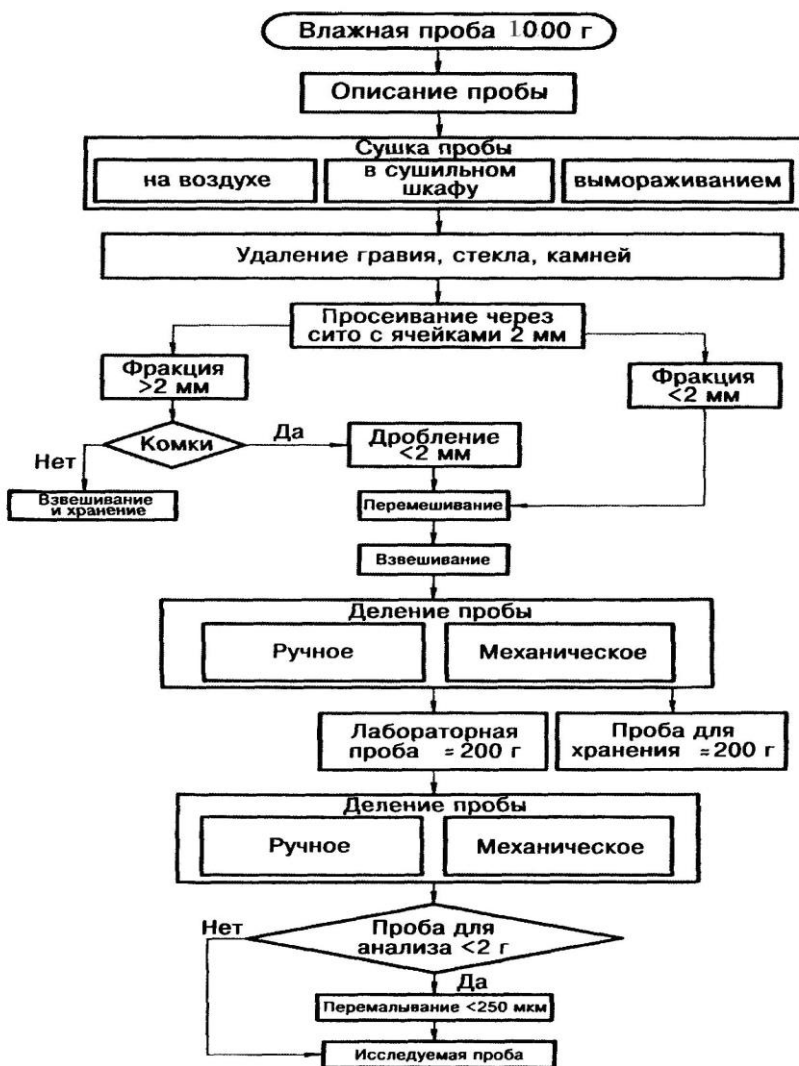 Влажная проба 1000 г
Описание пробы
Сушка пробы
на воздухе
в сушильном
шкафу
вымораживанием
Удаление гравия, стекла, камней
Просеивание через
сито с ячейками 2 мм
Фракция
>2 мм
Фракция
<2 мм
Комки
Да
Нет
Дробление
<2 мм
Взвешивание
и хранение
Перемешивание
Взвешивание
Деление пробы
Ручное
Механическое
Лабораторная
проба ≈200 г
Проба для
хранения ≈200 г
Деление пробы
Ручное
Механическое
Нет
Проба для
анализа <2 г
Да
Перемалывание <250 мкм
Исследуемая проба